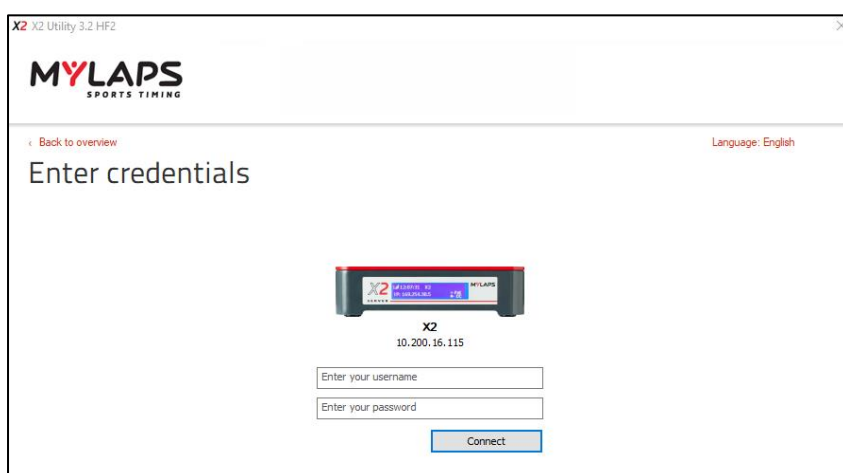 X2 X2 Utility 3.2 HF2
MYLAPS
SPORTS TIMING
‹ Back to overview
Language: English
Enter credentials
X2
SERVER
MYLAPS
X2
10.200.16.115
Enter your username
Enter your password
Connect